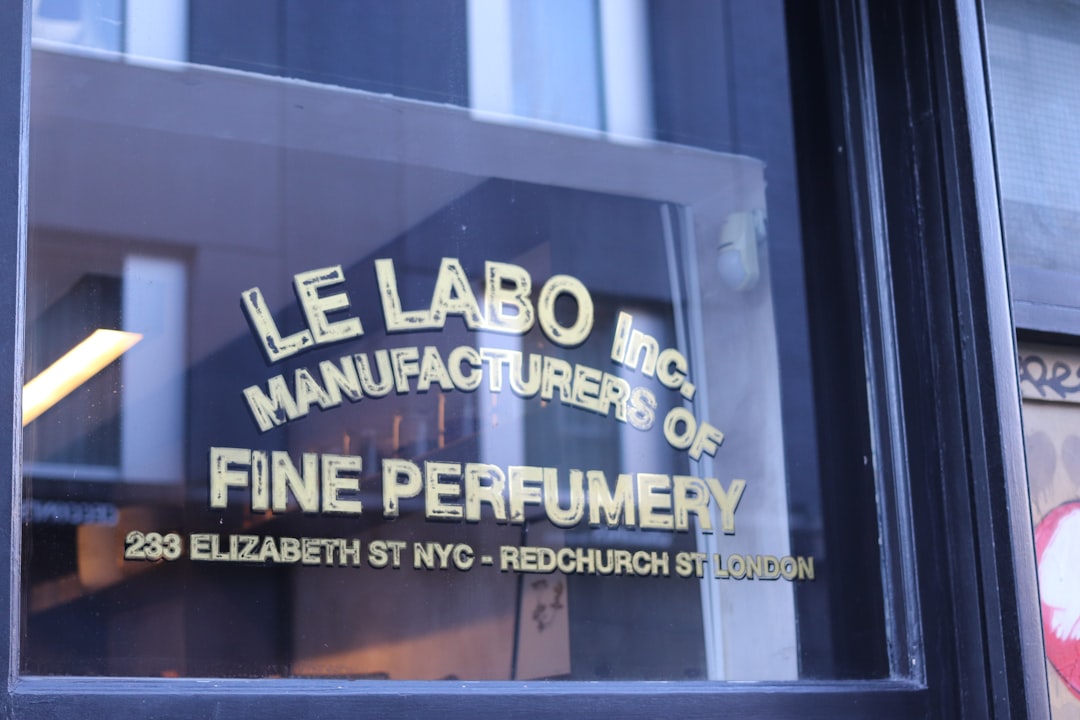 LE LABO Inc.
MANUFACTURERS OF
FINE PERFUMERY
233 ELIZABETH ST NYC - REDCHURCH ST LONDON